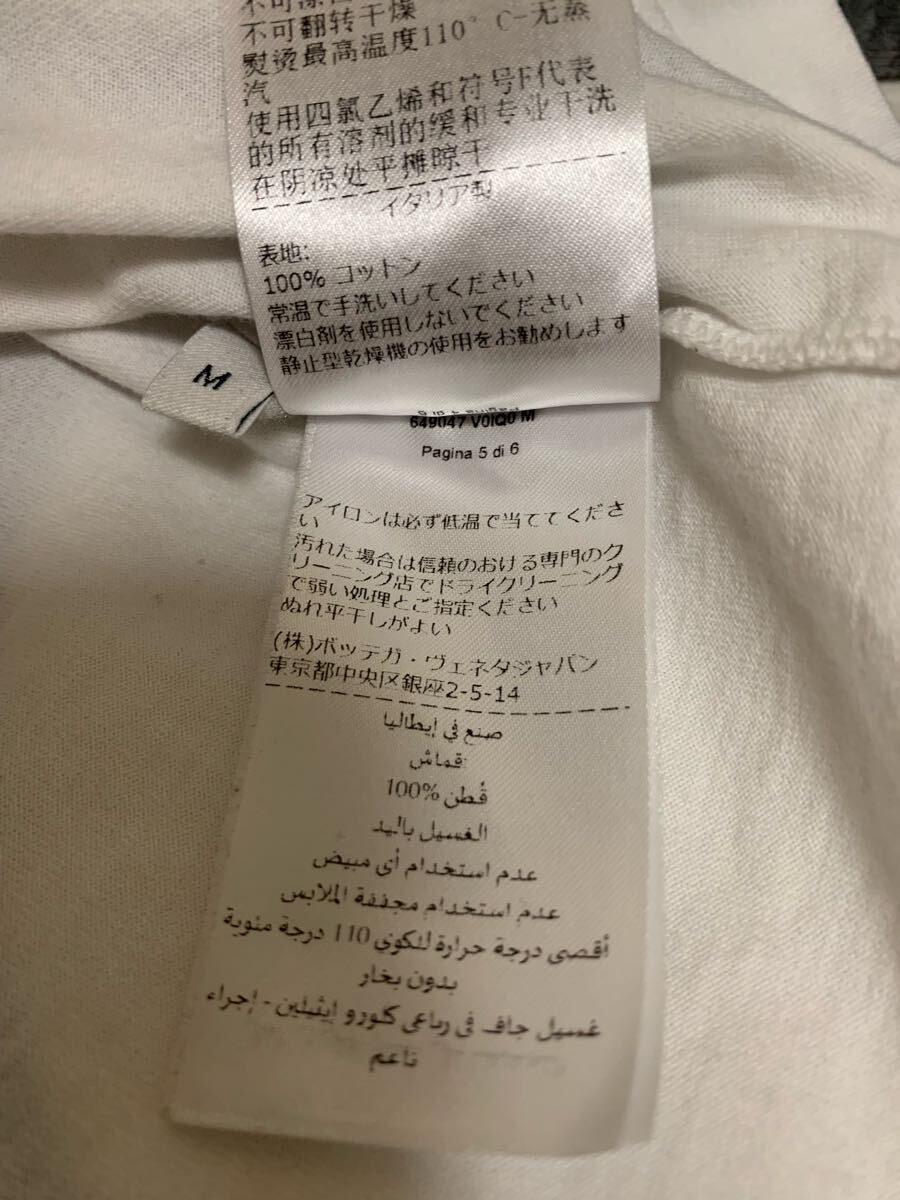 不可翻转干燥
熨烫最高温度110° C-无蒸
汽
使用四氯乙烯和符号F代表
的所有溶剂的缓和专业干洗
在阴凉处平摊晾干
イタリア製
表地:
100% コットン
常温で手洗いしてください
漂白剤を使用しないでください
静止型乾燥機の使用をお勧めします
M
649047 V0IQ0 M
Pagina 5 di 6
アイロンは必ず低温で当ててくださ
い
汚れた場合は信頼のおける専門のク
リーニング店でドライクリーニング
で弱い処理とご指定ください
ぬれ平干しがよい
(株)ボッテガ・ヴェネタジャパン
東京都中央区銀座2-5-14
صنع في إيطاليا
قماش:
100% قُطن
الغسيل باليد
عدم استخدام أي مبيض
عدم استخدام مجففة الملابس
أقصى درجة حرارة للكوي 110 درجة مئوية
بدون بخار
غسيل جاف في رباعي كلورو إيثيلين - إجراء
ناعم